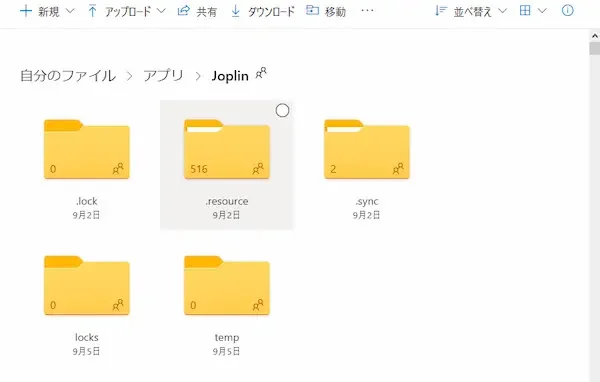 新規 アップロード 共有 ダウンロード 移動 ... 並べ替え
自分のファイル > アプリ > Joplin
0 516 2
.lock .resource .sync
9月2日 9月2日 9月2日
0 0
locks temp
9月5日 9月5日